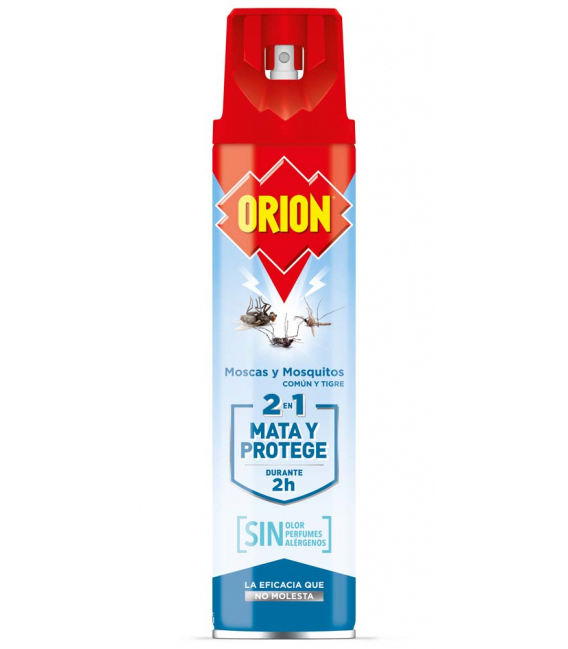 ORION
Moscas y Mosquitos
COMÚN Y TIGRE
2 EN 1
MATA Y
PROTEGE
DURANTE
2h
[SIN OLOR
PERFUMES
ALÉRGENOS]
LA EFICACIA QUE
NO MOLESTA